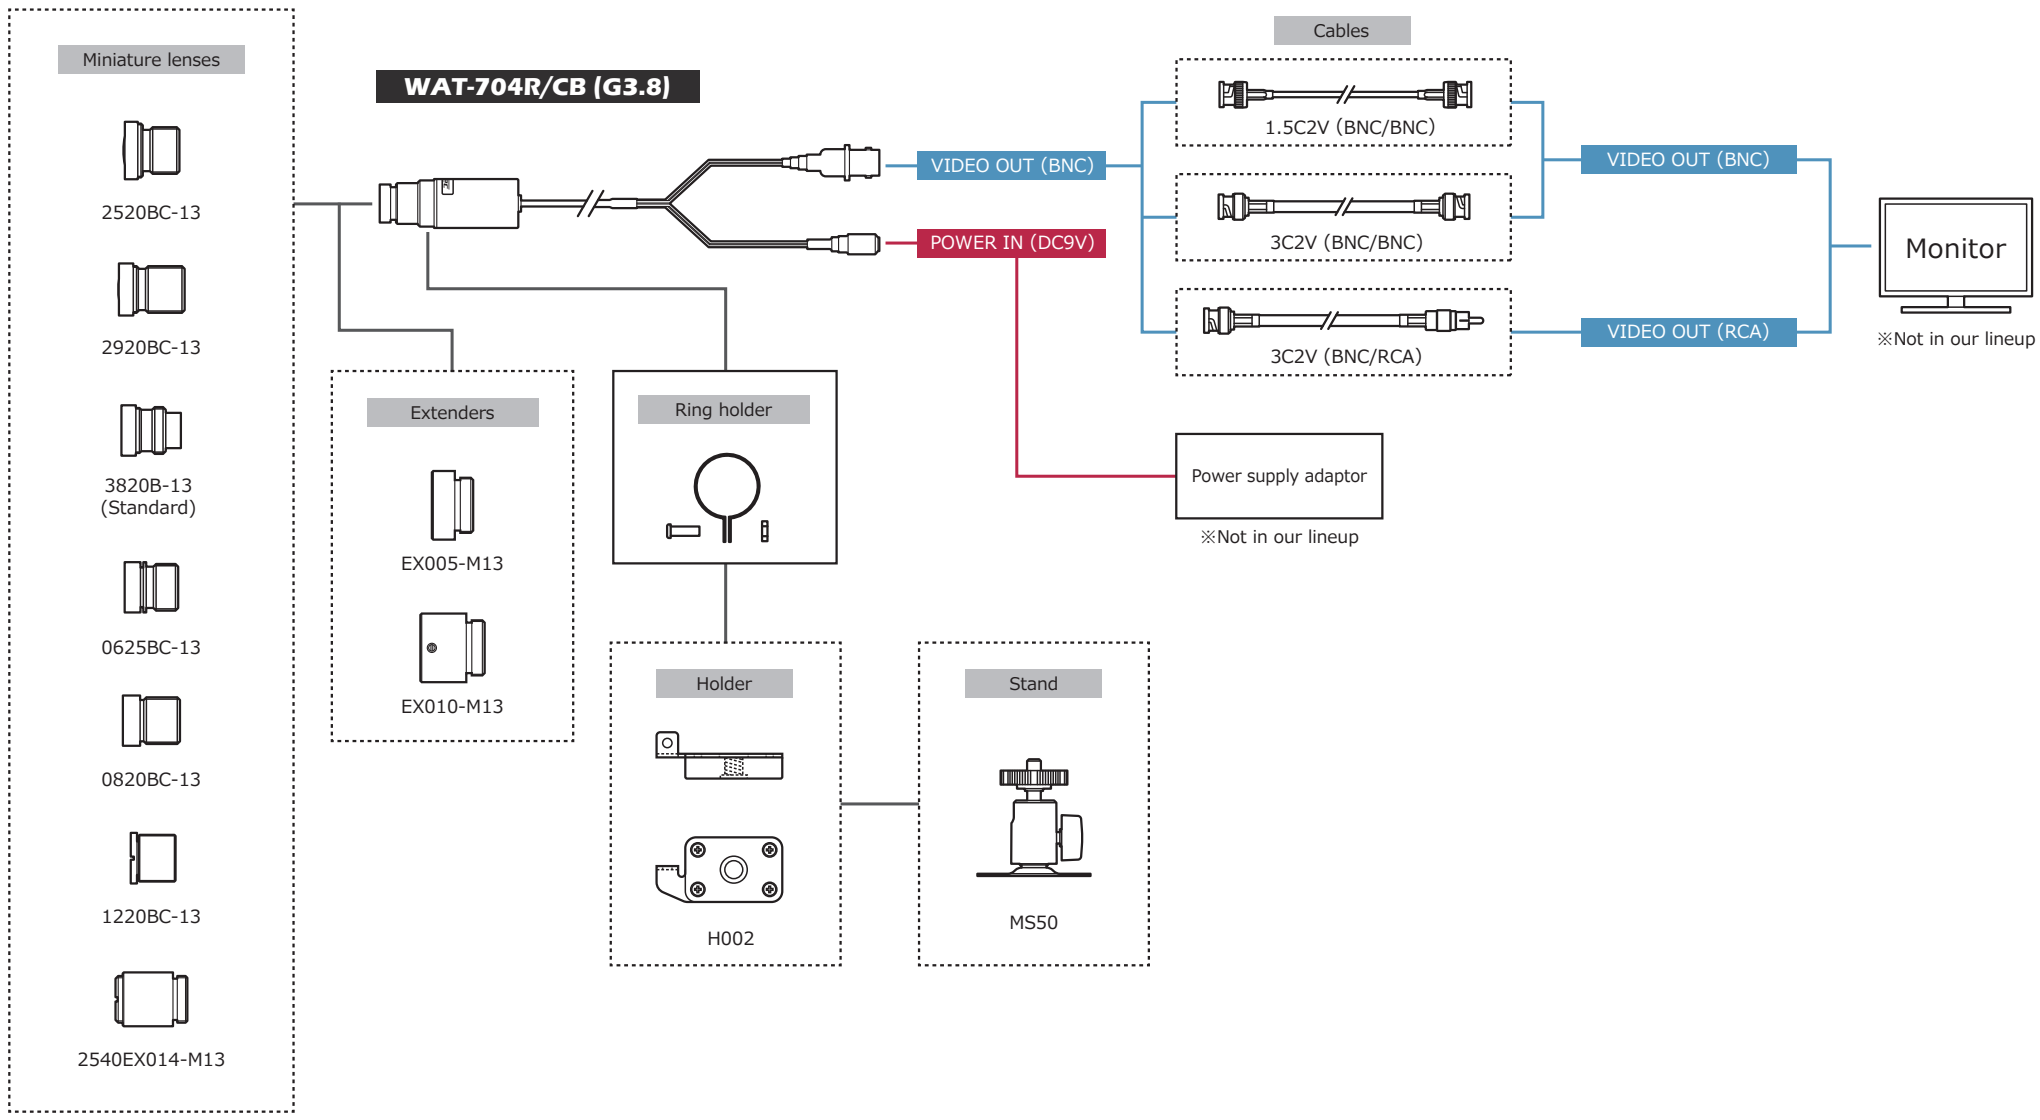 Miniature lenses
2520BC-13
2920BC-13
3820B-13
(Standard)
0625BC-13
0820BC-13
1220BC-13
2540EX014-M13
WAT-704R/CB (G3.8)
Extenders
EX005-M13
EX010-M13
Ring holder
Holder
H002
Stand
MS50
VIDEO OUT (BNC)
POWER IN (DC9V)
Cables
1.5C2V (BNC/BNC)
3C2V (BNC/BNC)
3C2V (BNC/RCA)
Power supply adaptor
※Not in our lineup
VIDEO OUT (BNC)
VIDEO OUT (RCA)
Monitor
※Not in our lineup